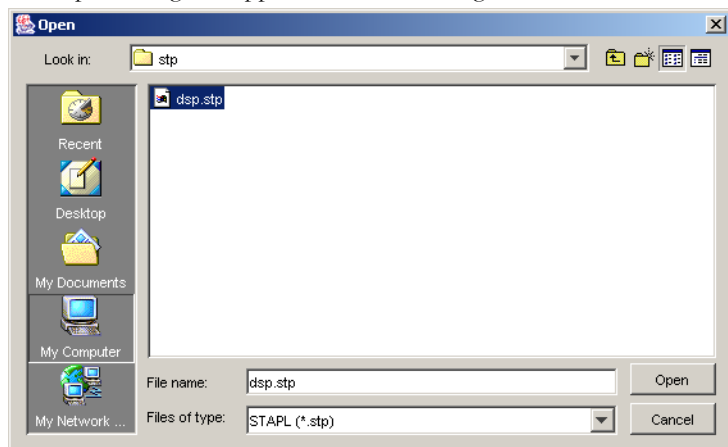 Open
Look in:
stp
dsp.stp
Recent
Desktop
My Documents
My Computer
My Network ...
File name:
dsp.stp
Open
Files of type:
STAPL (*.stp)
Cancel